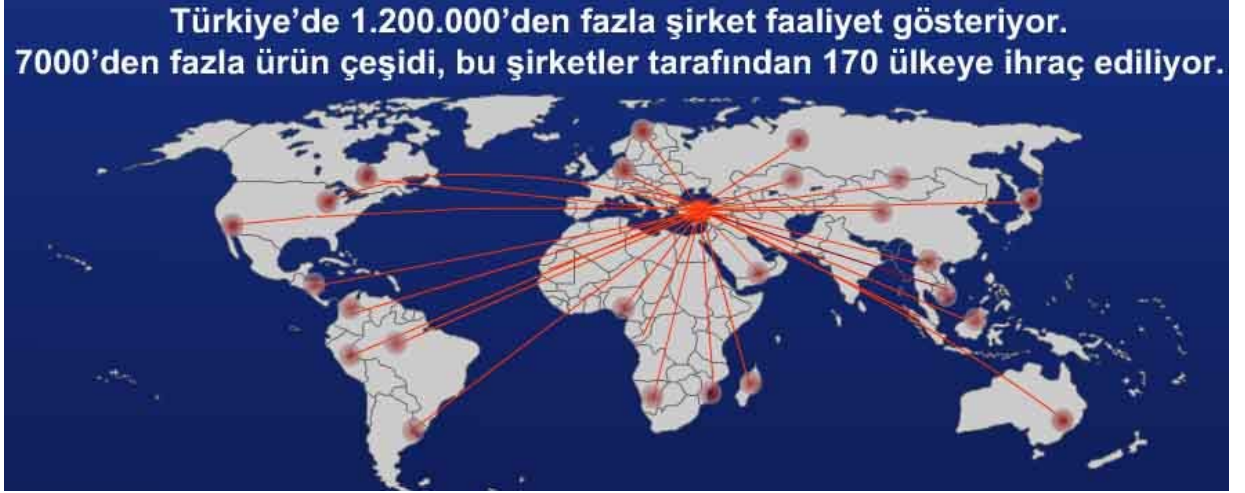 Türkiye’de 1.200.000’den fazla şirket faaliyet gösteriyor.
7000’den fazla ürün çeşidi, bu şirketler tarafından 170 ülkeye ihraç ediliyor.